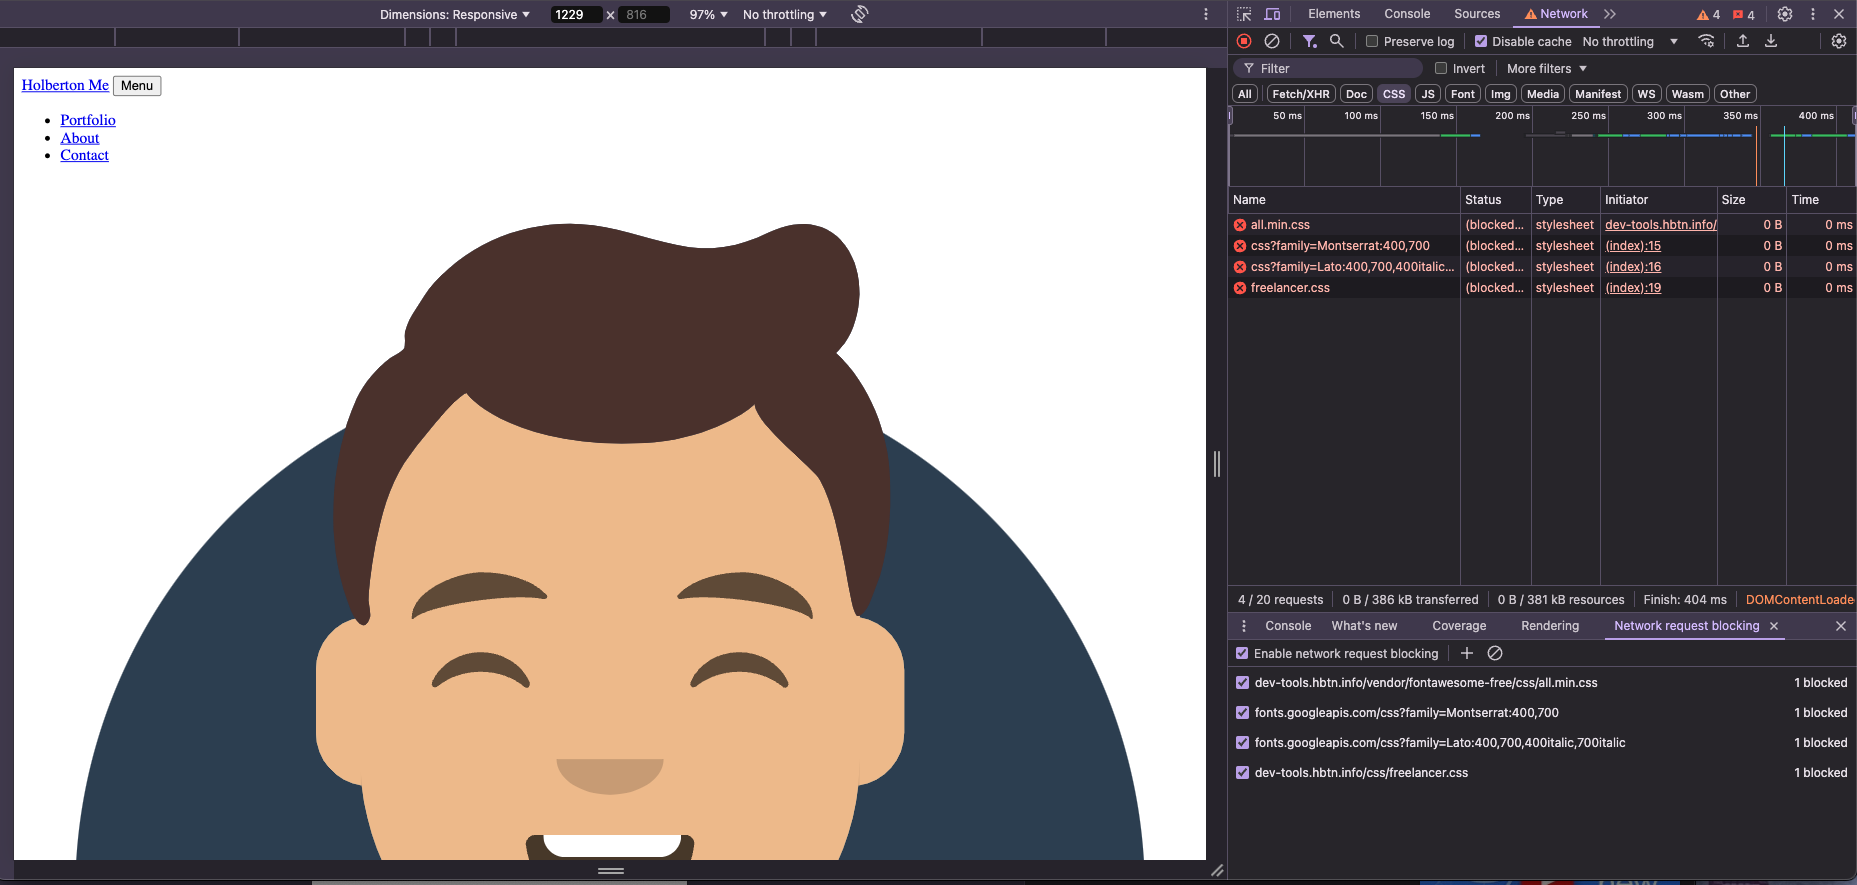 Dimensions: Responsive 1229 × 816 97% No throttling
Elements Console Sources Network 4 4
Preserve log Disable cache No throttling
Filter Invert More filters
All Fetch/XHR Doc CSS JS Font Img Media Manifest WS Wasm Other
50 ms 100 ms 150 ms 200 ms 250 ms 300 ms 350 ms 400 ms
Name Status Type Initiator Size Time
all.min.css (blocked... stylesheet dev-tools.hbtn.info/ 0 B 0 ms
css?family=Montserrat:400,700 (blocked... stylesheet (index):15 0 B 0 ms
css?family=Lato:400,700,400italic... (blocked... stylesheet (index):16 0 B 0 ms
freelancer.css (blocked... stylesheet (index):19 0 B 0 ms
4 / 20 requests 0 B / 386 kB transferred 0 B / 381 kB resources Finish: 404 ms DOMContentLoade
Console What's new Coverage Rendering Network request blocking
Enable network request blocking
dev-tools.hbtn.info/vendor/fontawesome-free/css/all.min.css 1 blocked
fonts.googleapis.com/css?family=Montserrat:400,700 1 blocked
fonts.googleapis.com/css?family=Lato:400,700,400italic,700italic 1 blocked
dev-tools.hbtn.info/css/freelancer.css 1 blocked
Holberton Me Menu
Portfolio
About
Contact